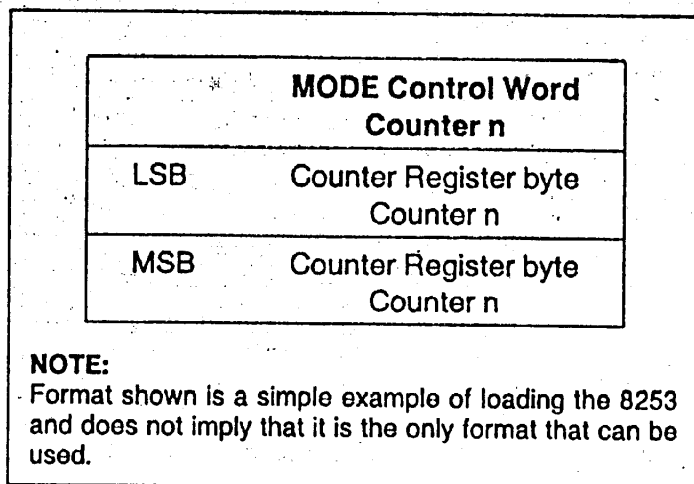 MODE Control Word
Counter n
LSB Counter Register byte
Counter n
MSB Counter Register byte
Counter n
NOTE:
Format shown is a simple example of loading the 8253
and does not imply that it is the only format that can be
used.